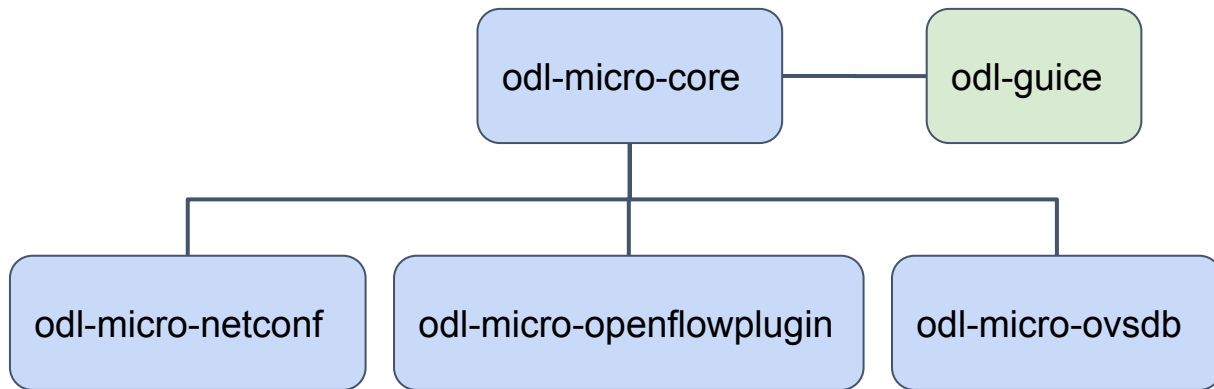 odl-micro-core
odl-guice
odl-micro-netconf
odl-micro-openflowplugin
odl-micro-ovsdb